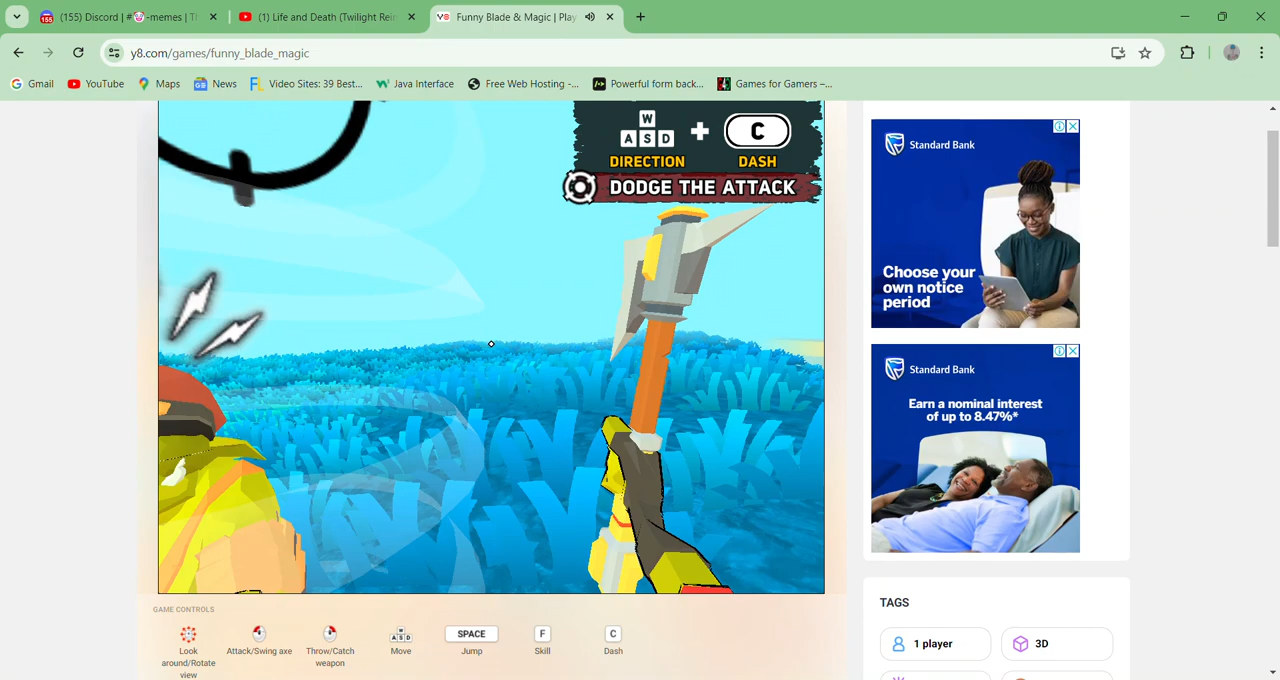 (155) Discord | #🤡-memes | Th
(1) Life and Death (Twilight Rein
Funny Blade & Magic | Play
y8.com/games/funny_blade_magic
Gmail
YouTube
Maps
News
Video Sites: 39 Best...
Java Interface
Free Web Hosting -...
Powerful form back...
Games for Gamers –...
W
A S D + C
DIRECTION DASH
DODGE THE ATTACK
Standard Bank
Choose your
own notice
period
Standard Bank
Earn a nominal interest
of up to 8.47%*
GAME CONTROLS
SPACE
F
C
Look
around/Rotate
view
Attack/Swing axe
Throw/Catch
weapon
W
A S D
Move
Jump
Skill
Dash
TAGS
1 player
3D